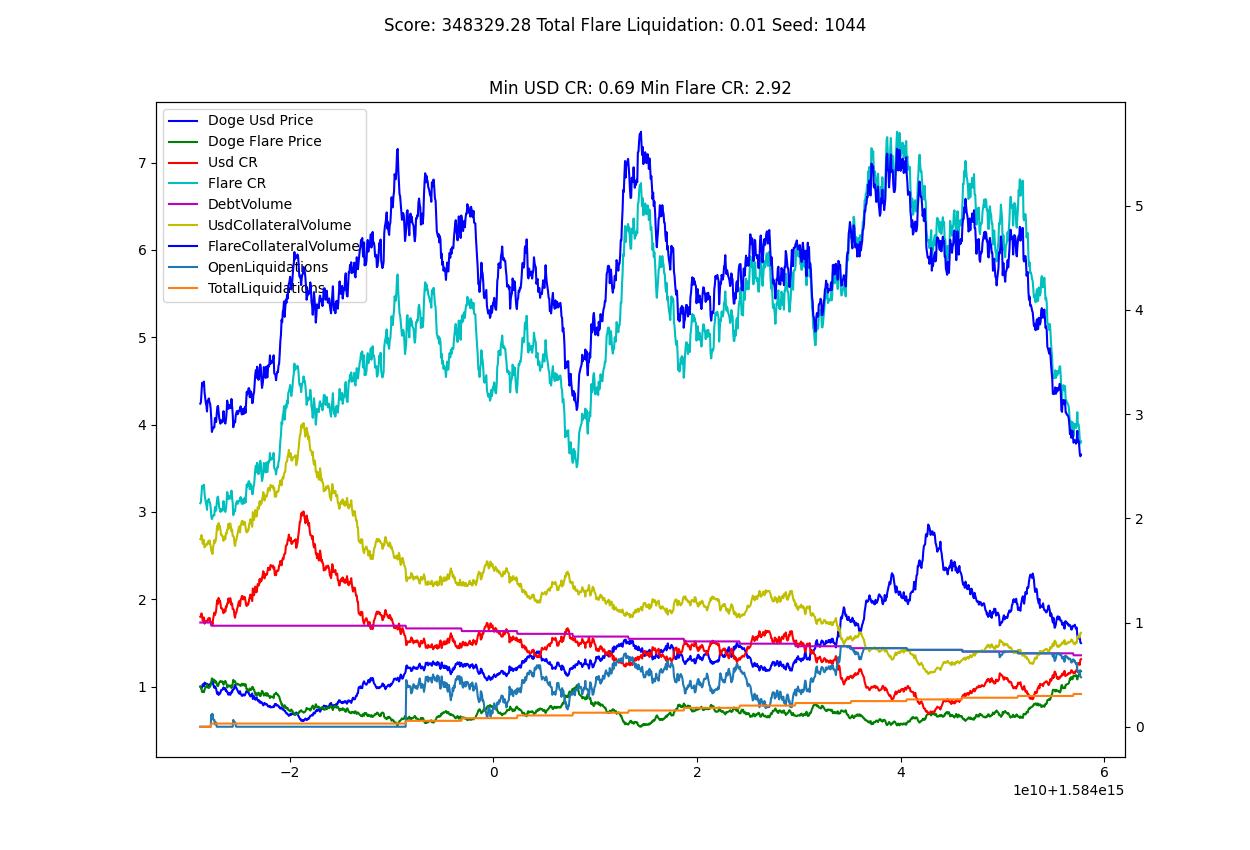 Score: 348329.28 Total Flare Liquidation: 0.01 Seed: 1044
Min USD CR: 0.69 Min Flare CR: 2.92
Doge Usd Price
Doge Flare Price
Usd CR
Flare CR
DebtVolume
UsdCollateralVolume
FlareCollateralVolume
OpenLiquidations
TotalLiquidations
7
6
5
4
3
2
1
5
4
3
2
1
0
−2
0
2
4
6
1e10+1.584e15